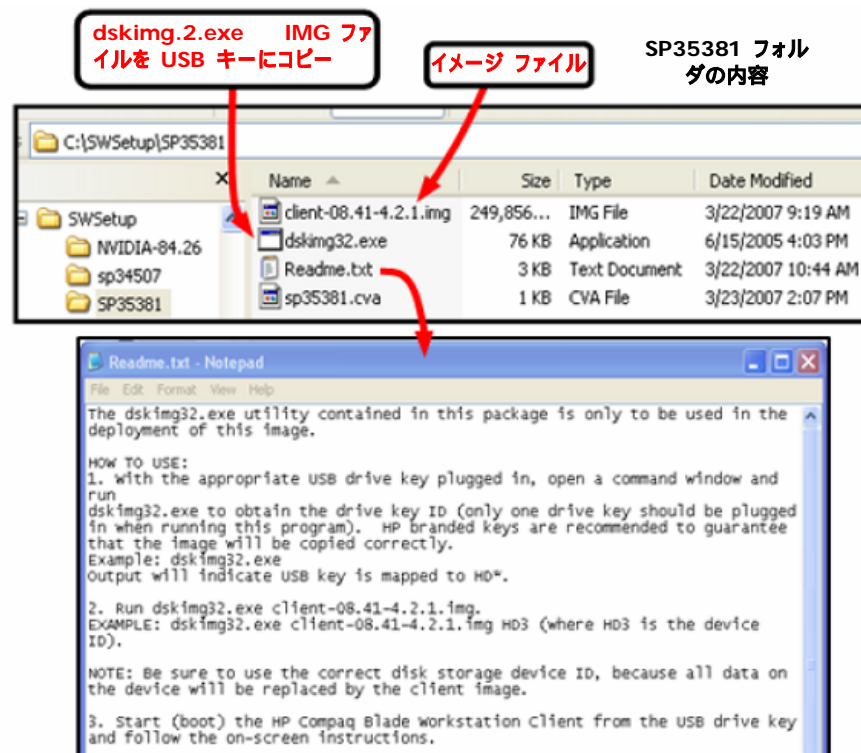 dskimg.2.exe IMG ファ
イルを USB キーにコピー
イメージ ファイル
SP35381 フォル
ダの内容
C:\SWSetup\SP35381
Name Size Type Date Modified
SWSetup
NVIDIA-84.26
sp34507
SP35381
client-08.41-4.2.1.img 249,856... IMG File 3/22/2007 9:19 AM
dskimg32.exe 76 KB Application 6/15/2005 4:03 PM
Readme.txt 3 KB Text Document 3/22/2007 10:44 AM
sp35381.cva 1 KB CVA File 3/23/2007 2:07 PM
Readme.txt - Notepad
File Edit Format View Help
The dskimg32.exe utility contained in this package is only to be used in the
deployment of this image.
HOW TO USE:
1. With the appropriate USB drive key plugged in, open a command window and
run
dskimg32.exe to obtain the drive key ID (only one drive key should be plugged
in when running this program). HP branded keys are recommended to guarantee
that the image will be copied correctly.
Example: dskimg32.exe
Output will indicate USB key is mapped to HD*.
2. Run dskimg32.exe client-08.41-4.2.1.img.
EXAMPLE: dskimg32.exe client-08.41-4.2.1.img HD3 (where HD3 is the device
ID).
NOTE: Be sure to use the correct disk storage device ID, because all data on
the device will be replaced by the client image.
3. Start (boot) the HP Compaq Blade Workstation Client from the USB drive key
and follow the on-screen instructions.